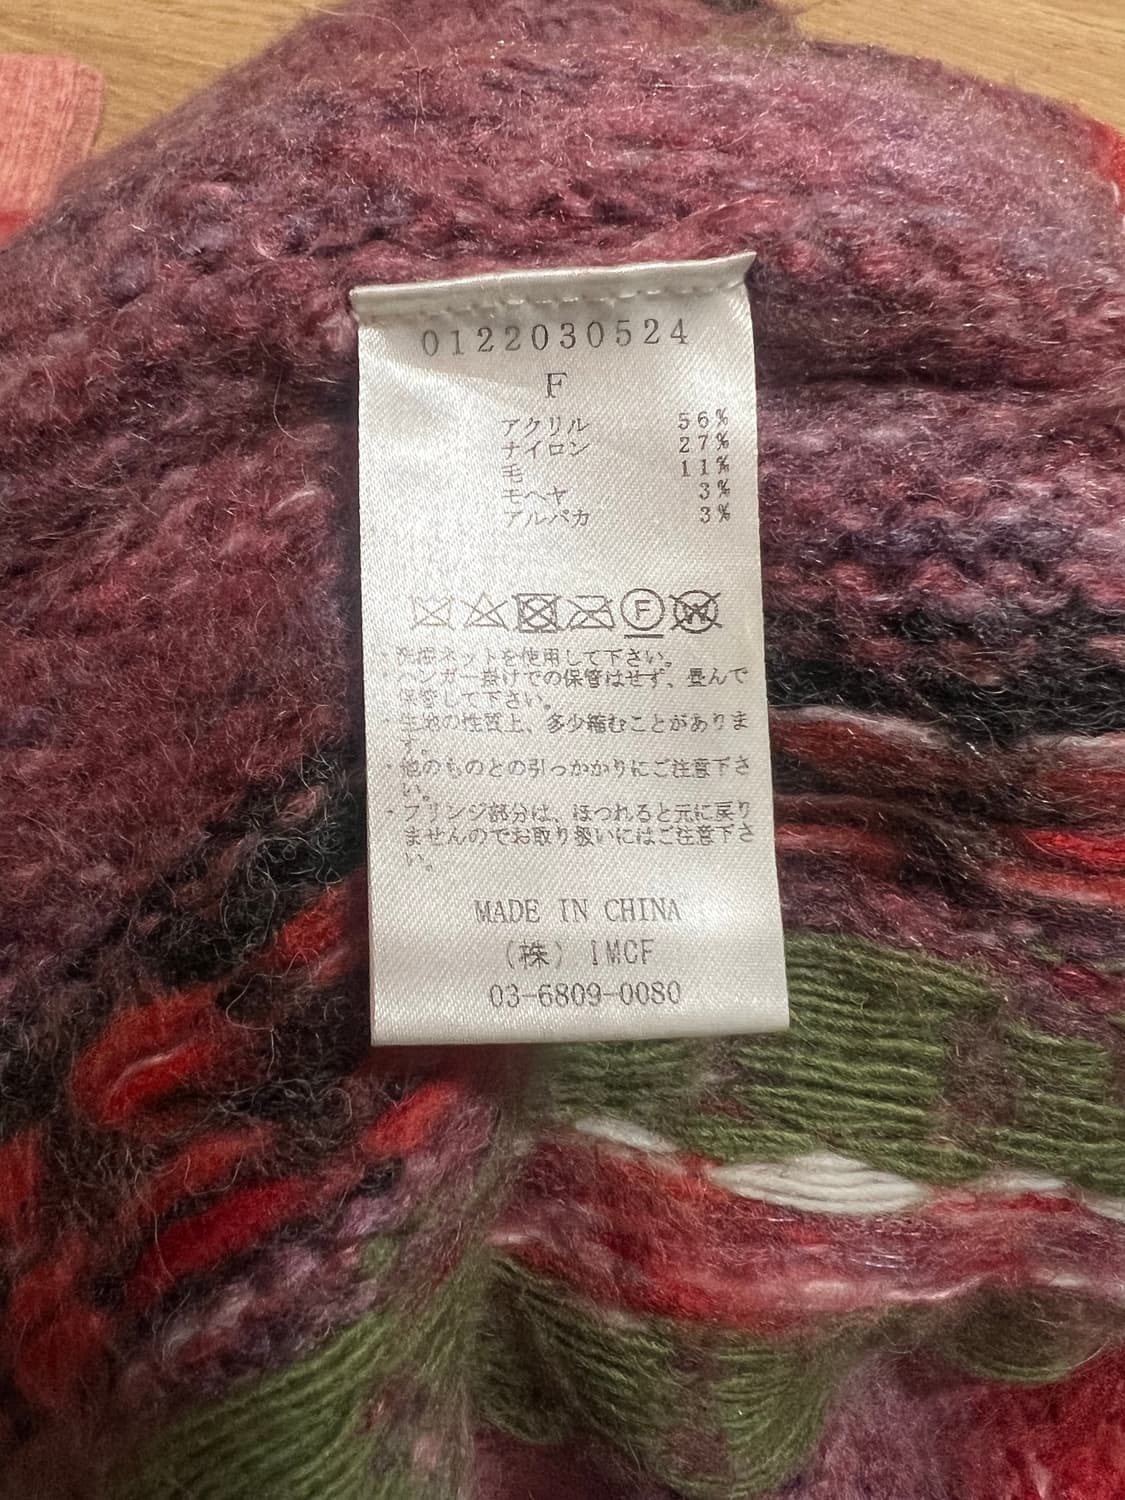 0122030524
F
アクリル 56%
ナイロン 27%
毛 11%
モヘヤ 3%
アルパカ 3%
F
W
・洗濯ネットを使用して下さい。
・ハンガー掛けでの保管はせず、畳んで
保管して下さい。
・生地の性質上、多少縮むことがありま
す。
・他のものとの引っかかりにご注意下さ
い。
・フリンジ部分は、ほつれると元に戻り
ませんのでお取り扱いにはご注意下さ
い。
MADE IN CHINA
(株) IMCF
03-6809-0080